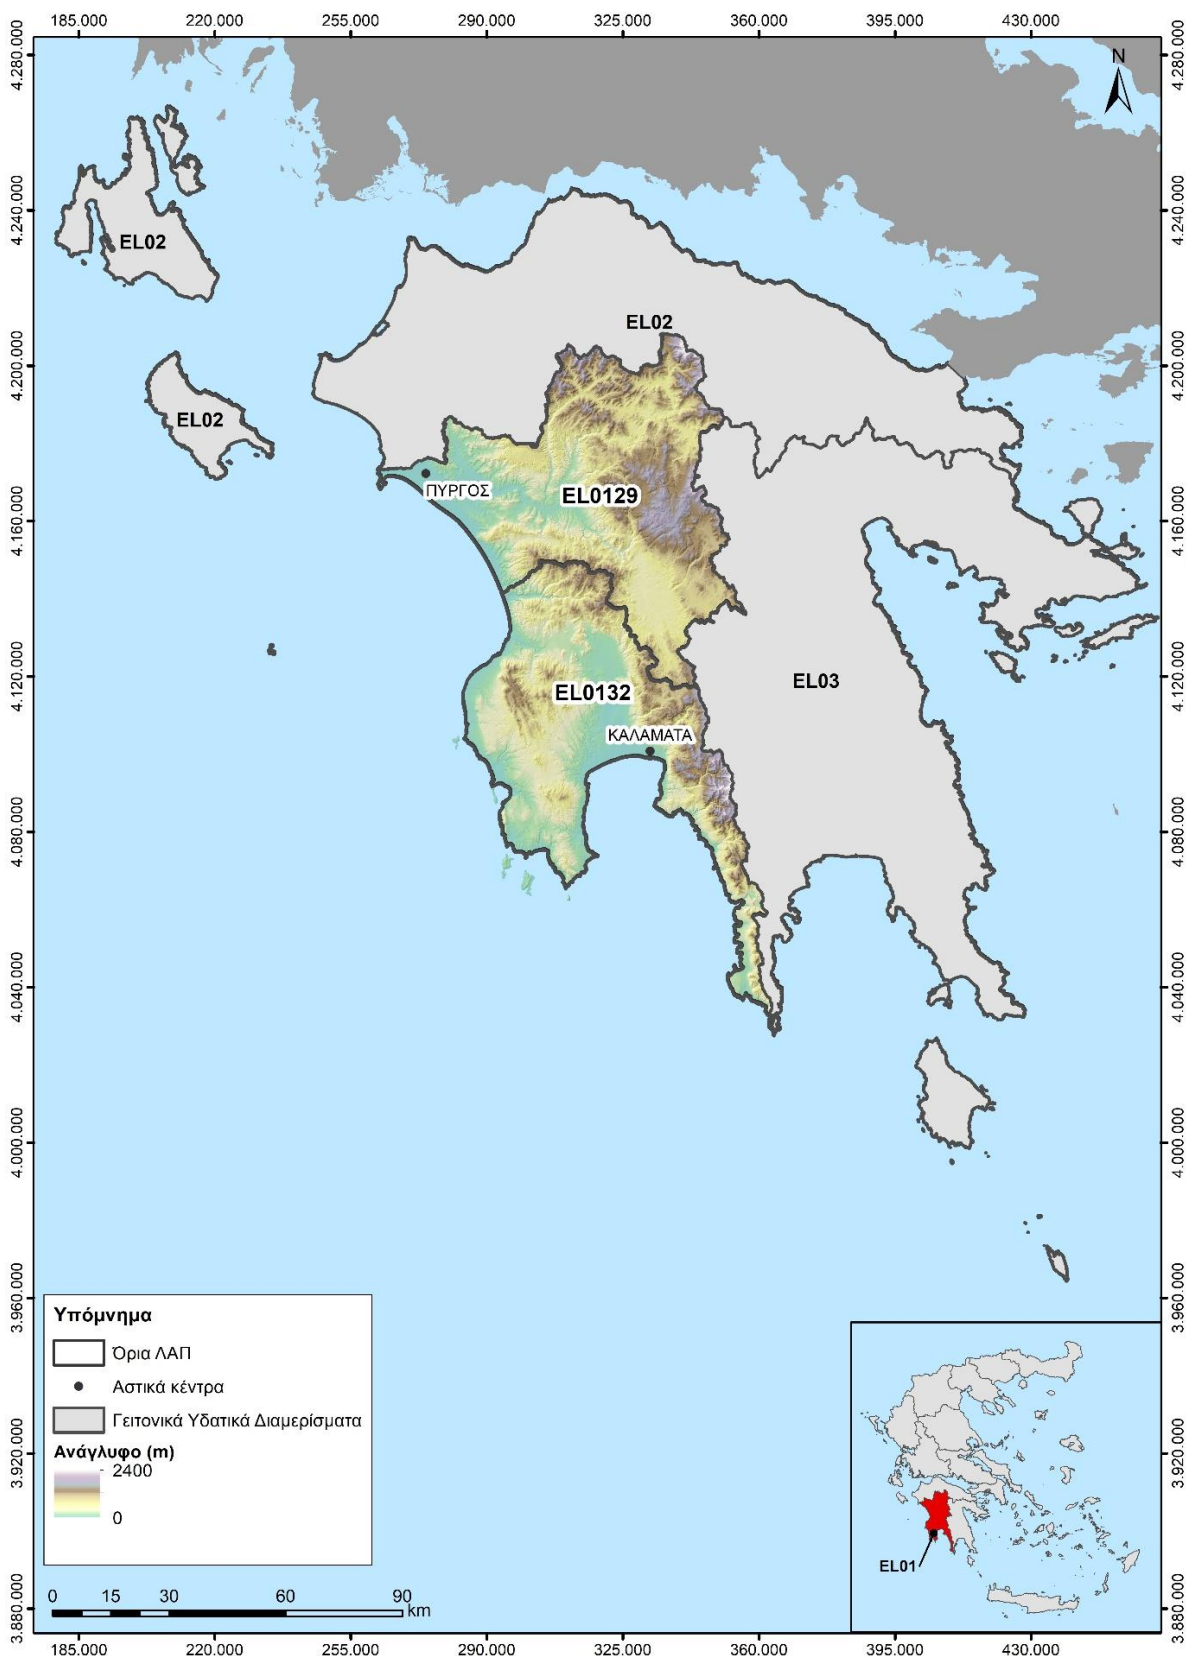 185.000 220.000 255.000 290.000 325.000 360.000 395.000 430.000
4.280.000 4.280.000
N
4.240.000 4.240.000
EL02
EL02
4.200.000 4.200.000
EL02
ΠΥΡΓΟΣ
EL0129
4.160.000 4.160.000
4.120.000 4.120.000
EL03
EL0132
ΚΑΛΑΜΑΤΑ
4.080.000 4.080.000
4.040.000 4.040.000
4.000.000 4.000.000
3.960.000 3.960.000
Υπόμνημα
Όρια ΛΑΠ
Αστικά κέντρα
Γειτονικά Υδατικά Διαμερίσματα
Ανάγλυφο (m)
2400
0
3.920.000 3.920.000
EL01
0 15 30 60 90
km
3.880.000 3.880.000
185.000 220.000 255.000 290.000 325.000 360.000 395.000 430.000